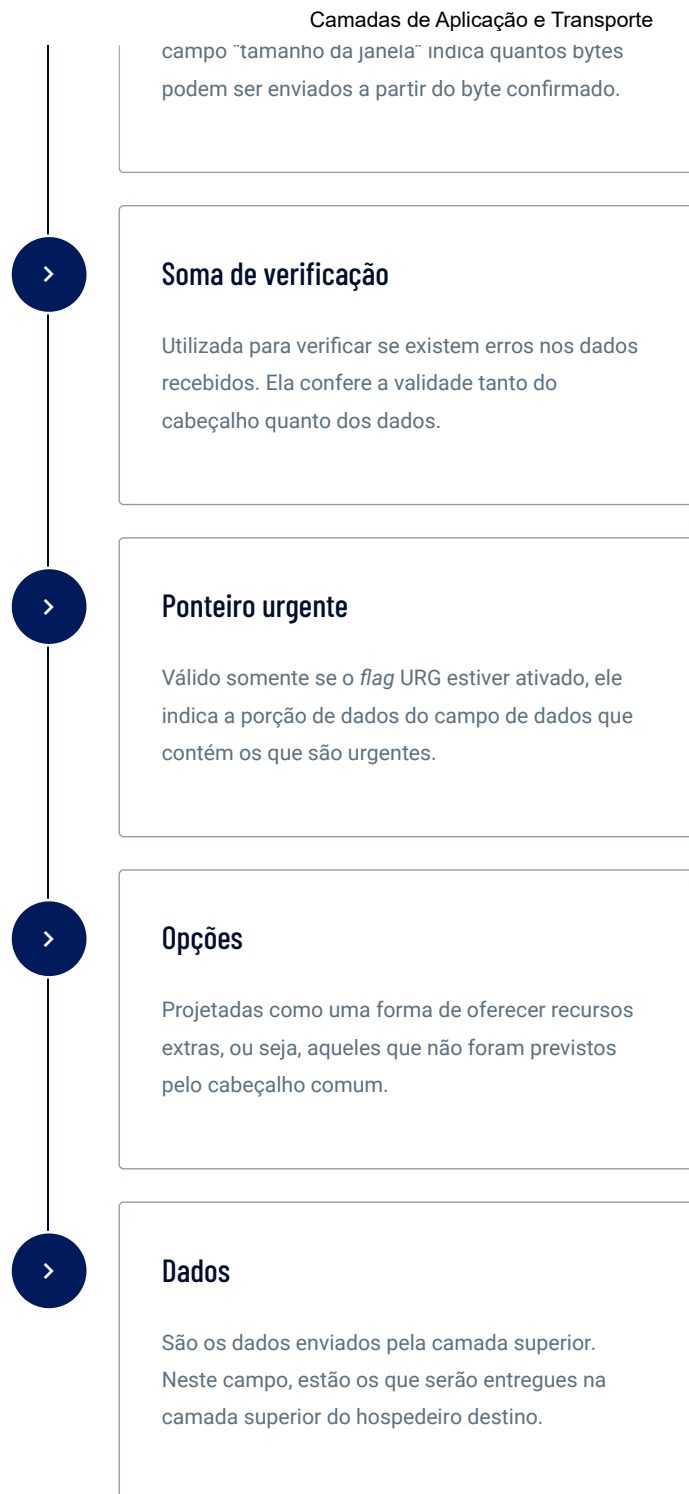 Camadas de Aplicação e Transporte
campo "tamanho da janela" indica quantos bytes
podem ser enviados a partir do byte confirmado.
Soma de verificação
Utilizada para verificar se existem erros nos dados
recebidos. Ela confere a validade tanto do
cabeçalho quanto dos dados.
Ponteiro urgente
Válido somente se o flag URG estiver ativado, ele
indica a porção de dados do campo de dados que
contém os que são urgentes.
Opções
Projetadas como uma forma de oferecer recursos
extras, ou seja, aqueles que não foram previstos
pelo cabeçalho comum.
Dados
São os dados enviados pela camada superior.
Neste campo, estão os que serão entregues na
camada superior do hospedeiro destino.